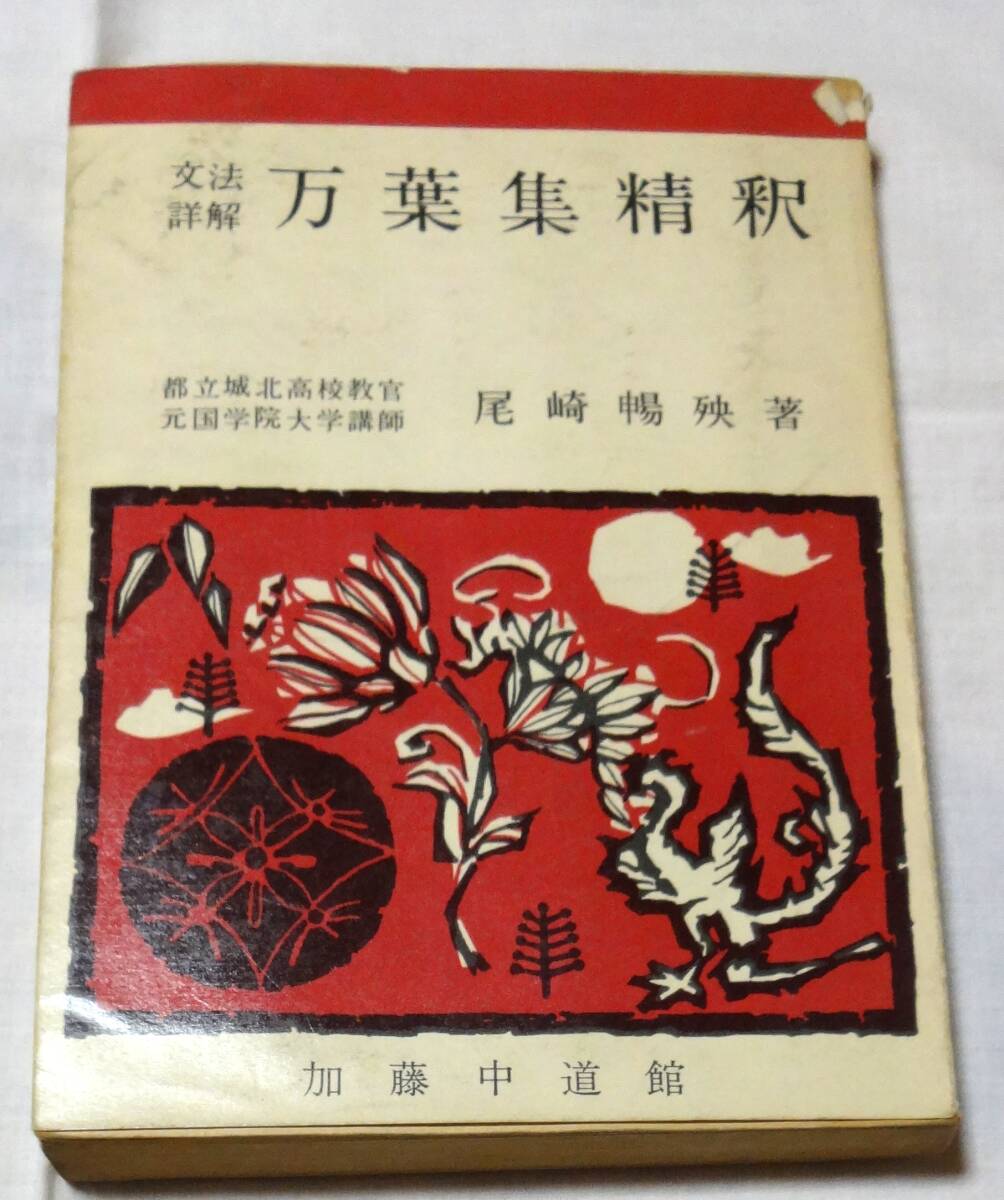 文法
詳解
万葉集精釈
都立城北高校教官
元国学院大学講師
尾崎暢殃著
加藤中道館